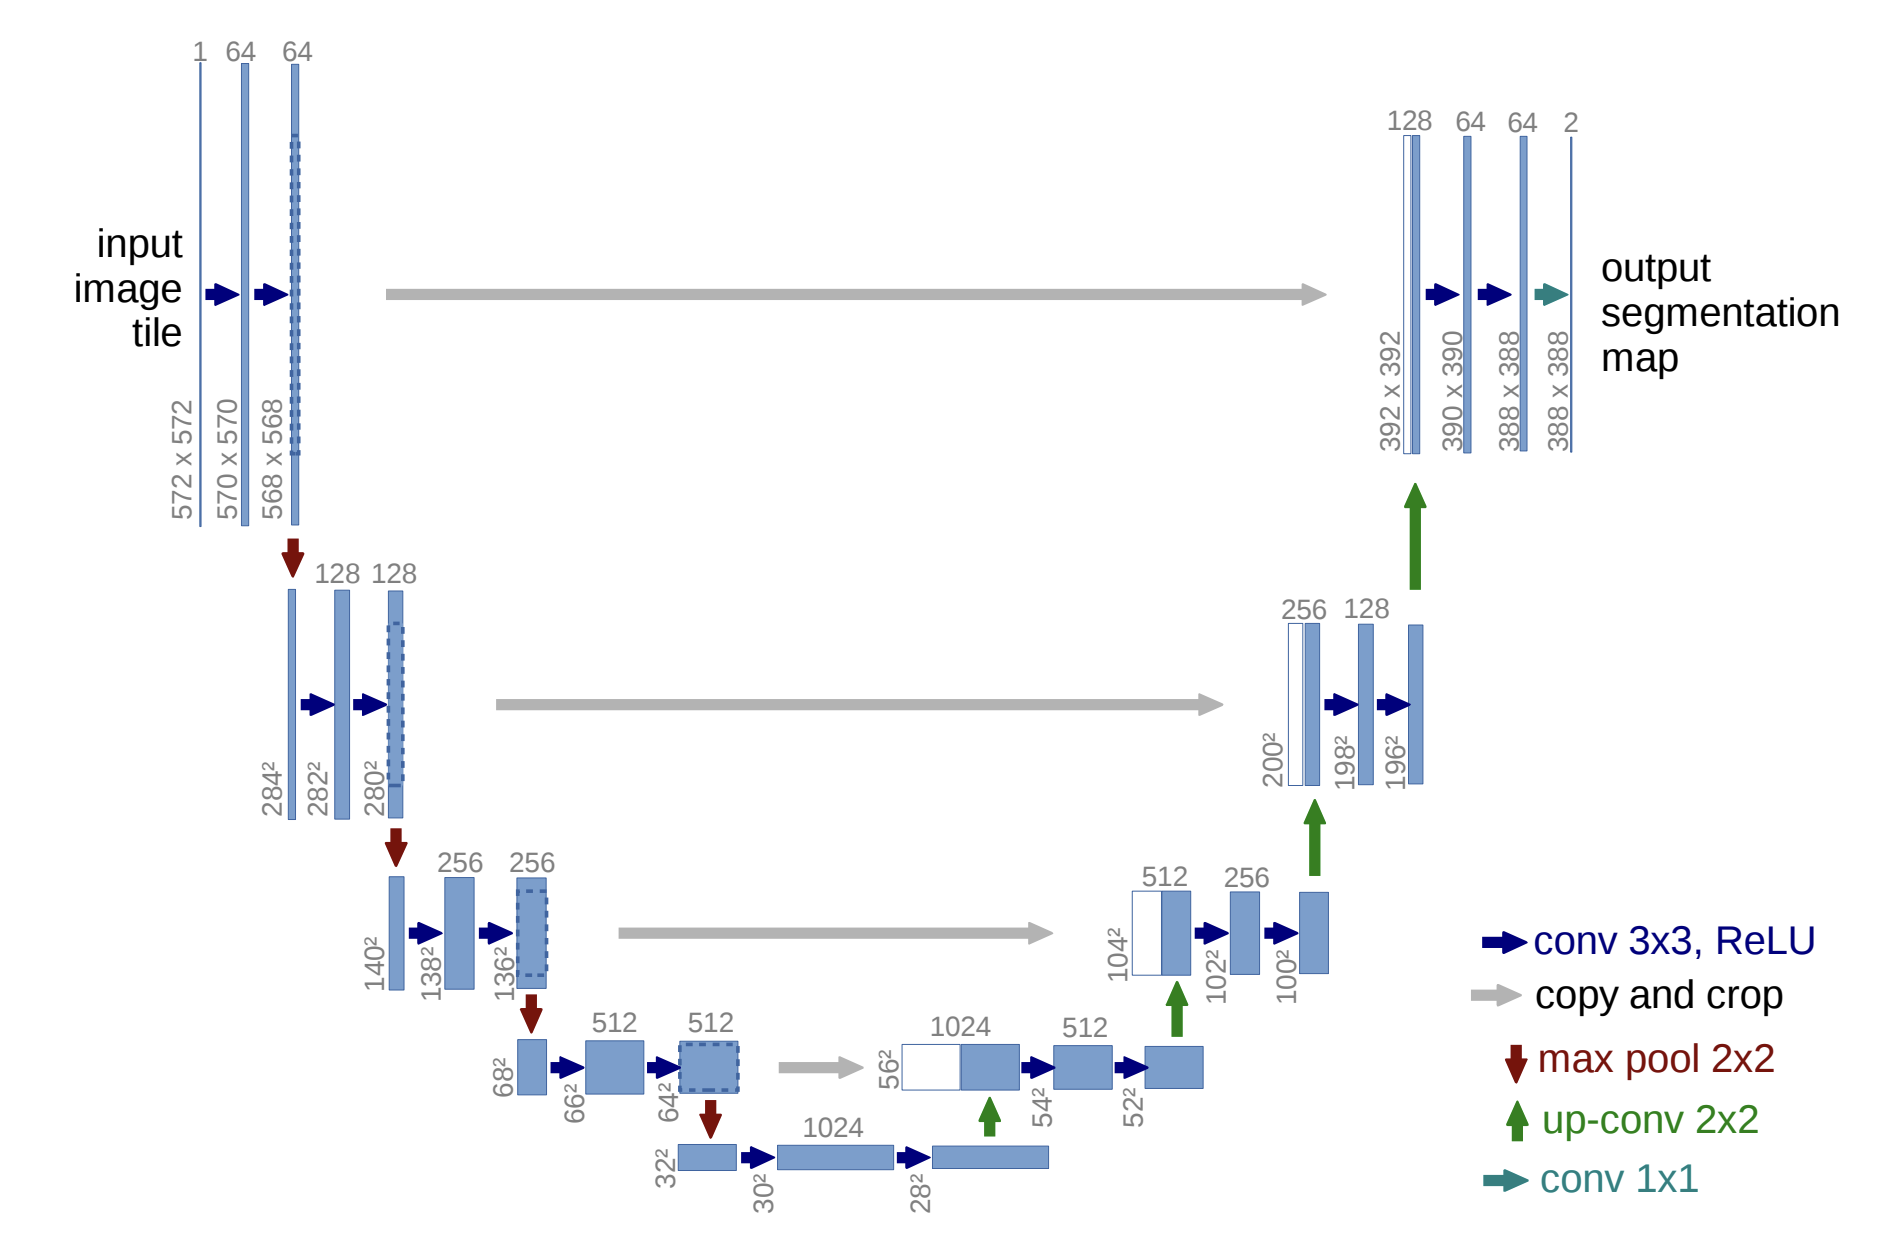 1 64 64
input
image
tile
572 x 572
570 x 570
568 x 568
128 64 64 2
392 x 392
390 x 390
388 x 388
388 x 388
output
segmentation
map
128 128
284²
282²
280²
256 128
200²
198²
196²
256 256
140²
138²
136²
512 256
104²
102²
100²
512 512
68²
66²
64²
1024 512
56²
54²
52²
1024
32²
30²
28²
conv 3x3, ReLU
copy and crop
max pool 2x2
up-conv 2x2
conv 1x1